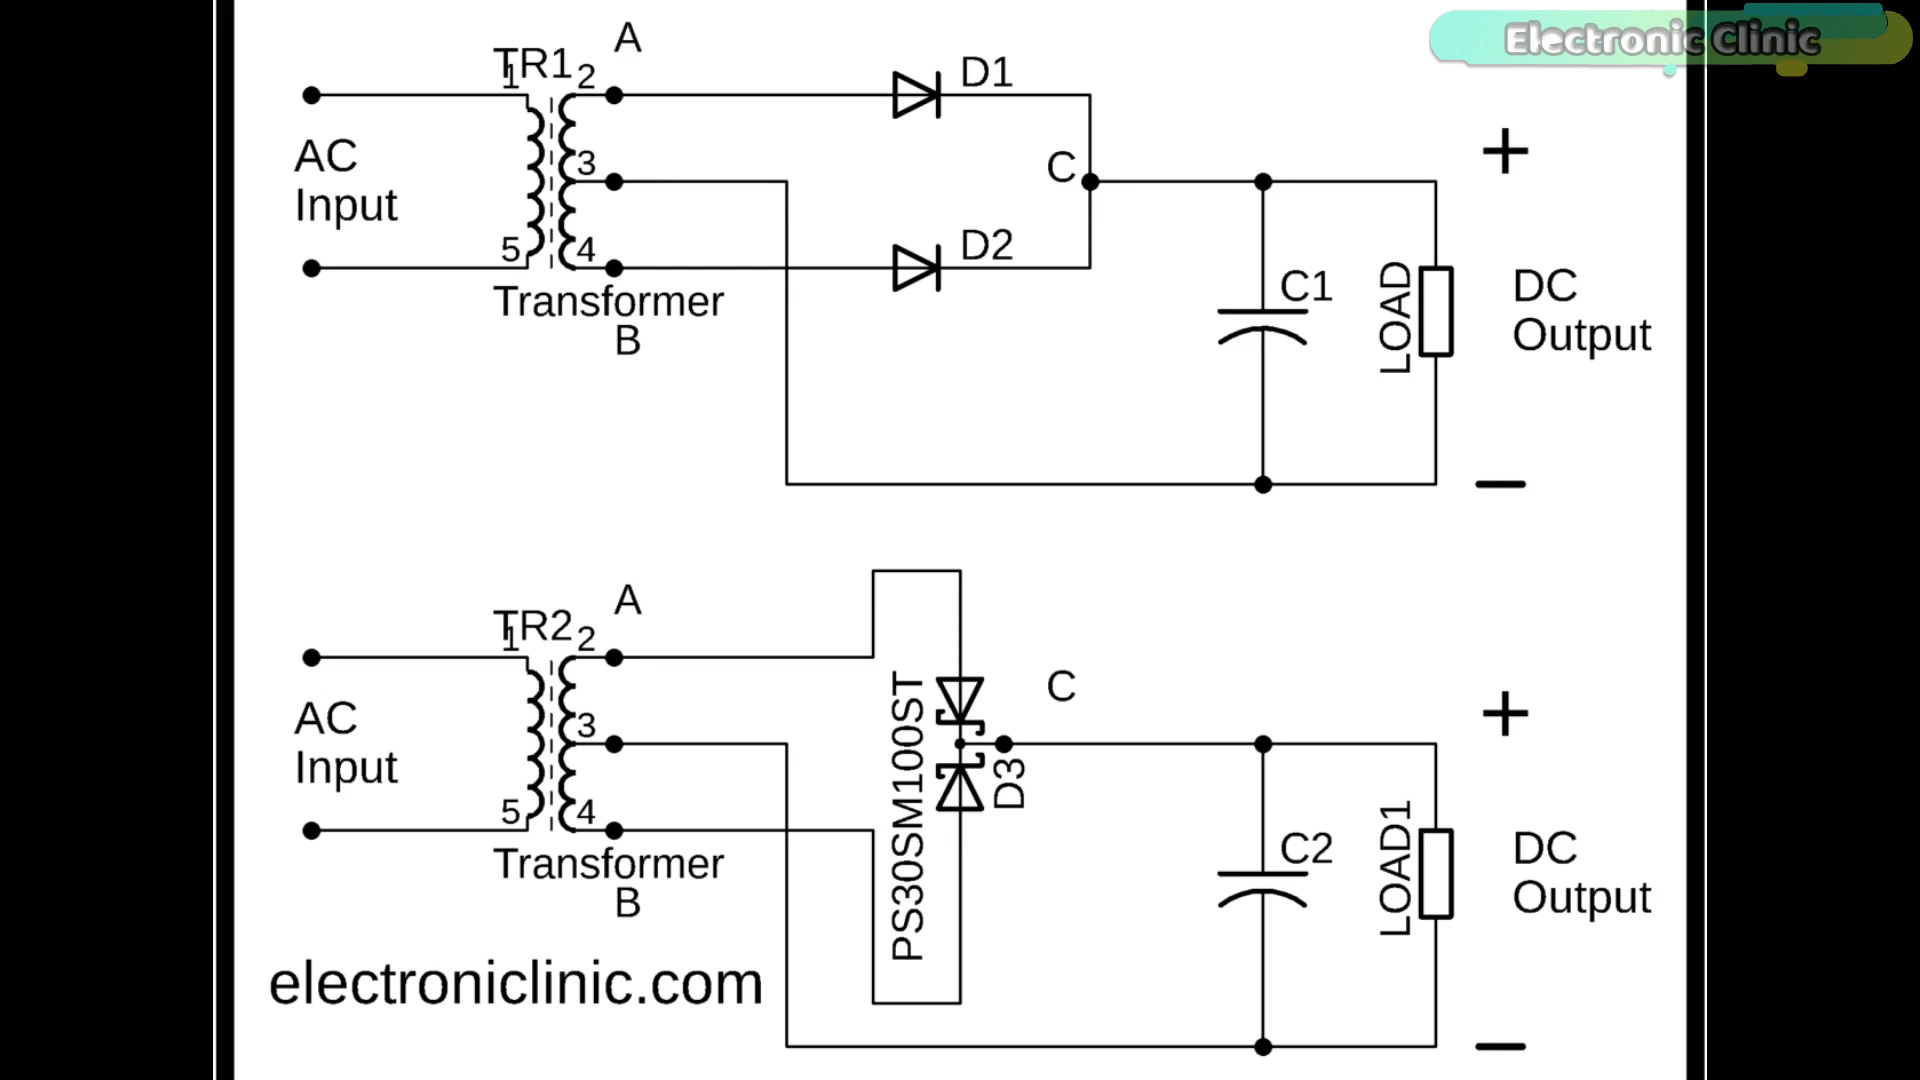 Electronic Clinic
A
TR1
1
2
D1
AC
Input
3
C
+
5
4
D2
Transformer
B
C1
LOAD
DC
Output
−
A
TR2
1
2
C
AC
Input
3
PS30SM100ST
D3
+
5
4
Transformer
B
C2
LOAD1
DC
Output
electroniclinic.com
−